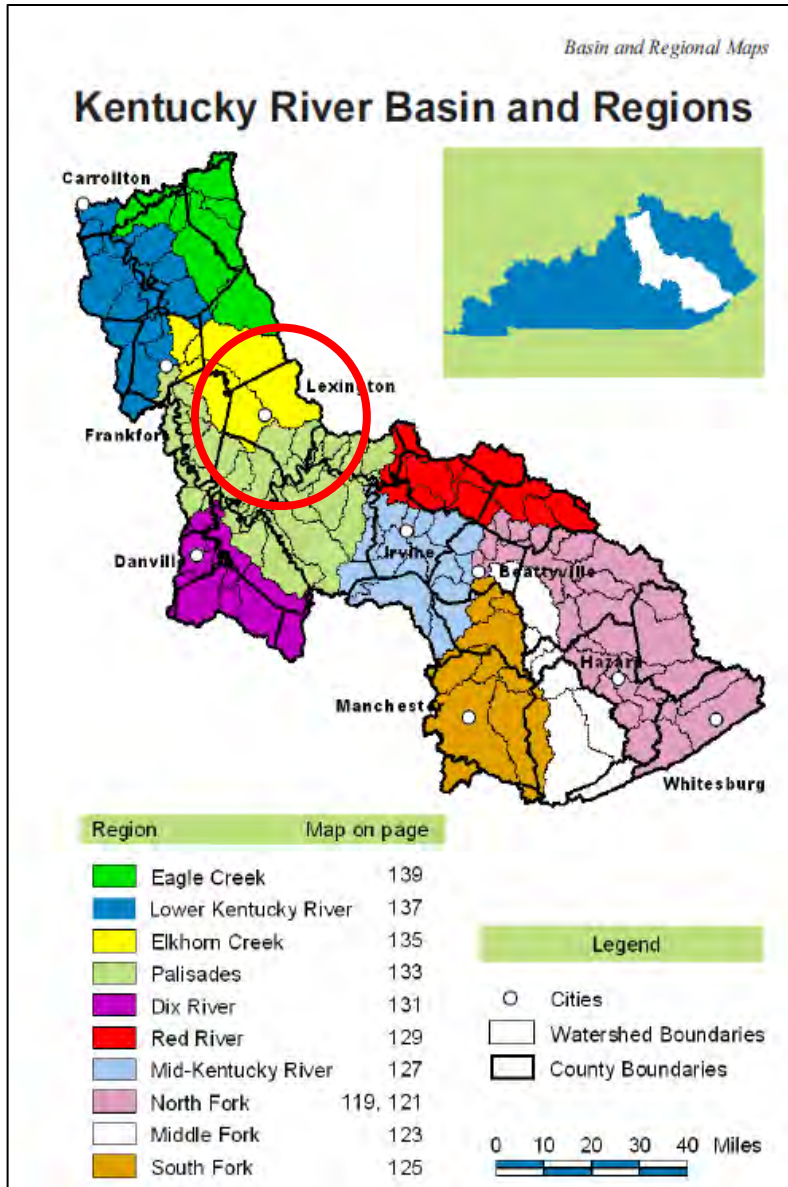 Basin and Regional Maps
Kentucky River Basin and Regions
Carrollton
Lexington
Frankfort
Danville
Irvine
Beattyville
Hazard
Manchester
Whitesburg
Region Map on page
Eagle Creek 139
Lower Kentucky River 137
Elkhorn Creek 135
Palisades 133
Dix River 131
Red River 129
Mid-Kentucky River 127
North Fork 119, 121
Middle Fork 123
South Fork 125
Legend
Cities
Watershed Boundaries
County Boundaries
0 10 20 30 40 Miles